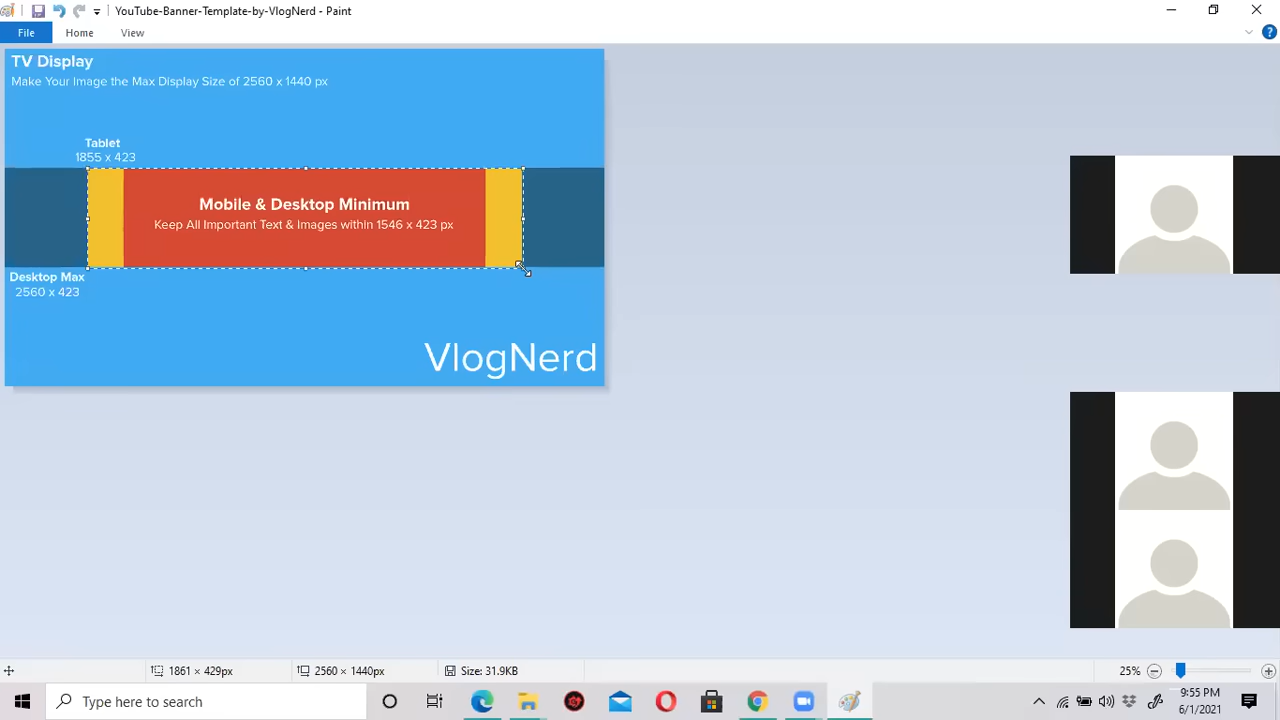 YouTube-Banner-Template-by-VlogNerd - Paint
File Home View
TV Display
Make Your Image the Max Display Size of 2560 x 1440 px
Tablet
1855 x 423
Mobile & Desktop Minimum
Keep All Important Text & Images within 1546 x 423 px
Desktop Max
2560 x 423
VlogNerd
1861 × 429px 2560 × 1440px Size: 31.9KB 25%
Type here to search
9:55 PM
6/1/2021